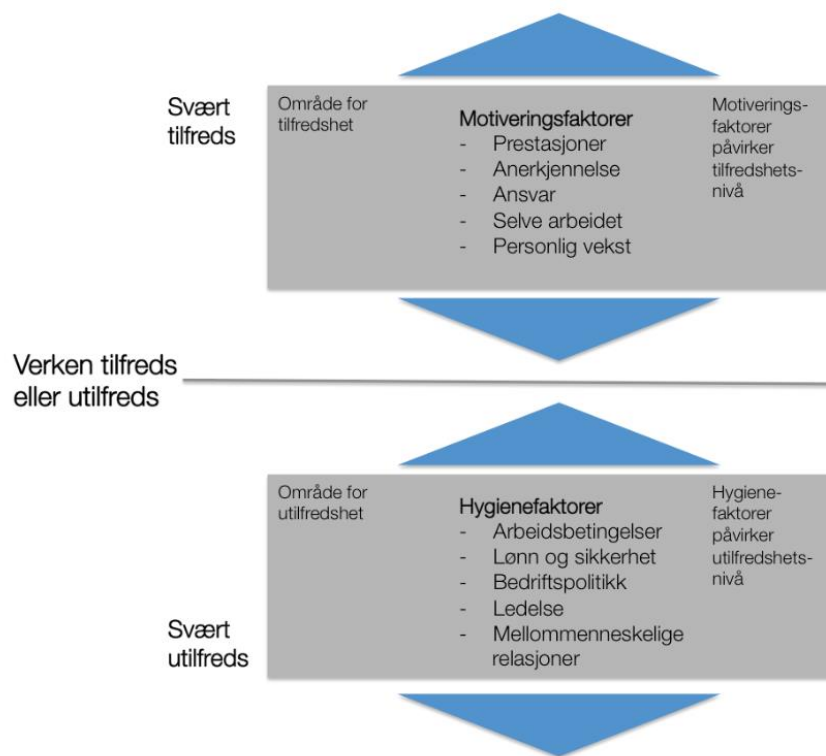 Svært
tilfreds
Område for
tilfredshet
Motiveringsfaktorer
- Prestasjoner
- Anerkjennelse
- Ansvar
- Selve arbeidet
- Personlig vekst
Motiverings-
faktorer
påvirker
tilfredshets-
nivå
Verken tilfreds
eller utilfreds
Område for
utilfredshet
Svært
utilfreds
Hygienefaktorer
- Arbeidsbetingelser
- Lønn og sikkerhet
- Bedriftspolitikk
- Ledelse
- Mellommenneskelige
relasjoner
Hygiene-
faktorer
påvirker
utilfredshets-
nivå